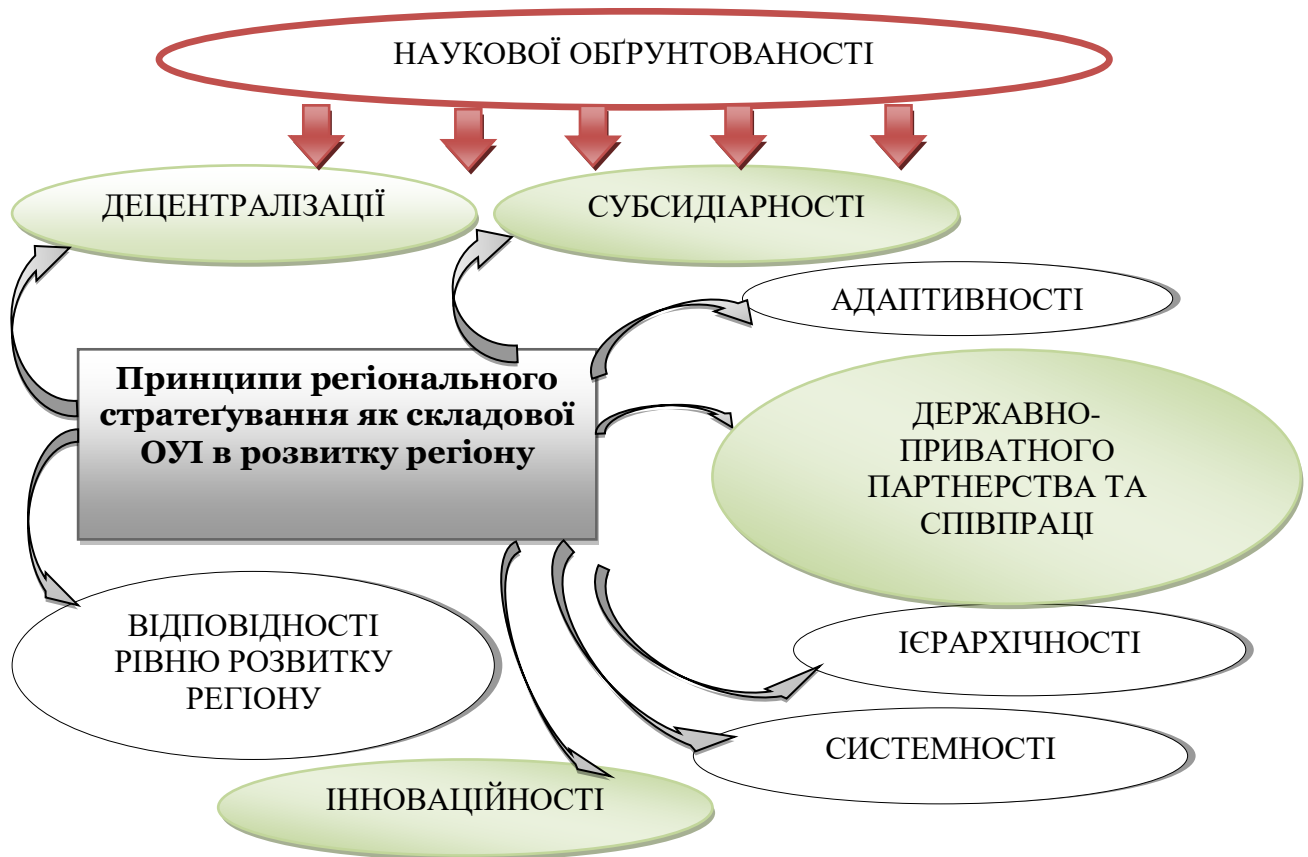 НАУКОВОЇ ОБҐРУНТОВАНОСТІ
ДЕЦЕНТРАЛІЗАЦІЇ
СУБСИДІАРНОСТІ
АДАПТИВНОСТІ
Принципи регіонального
стратеґування як складової
ОУІ в розвитку регіону
ДЕРЖАВНО-
ПРИВАТНОГО
ПАРТНЕРСТВА ТА
СПІВПРАЦІ
ВІДПОВІДНОСТІ
РІВНЮ РОЗВИТКУ
РЕГІОНУ
ІЄРАРХІЧНОСТІ
СИСТЕМНОСТІ
ІННОВАЦІЙНОСТІ